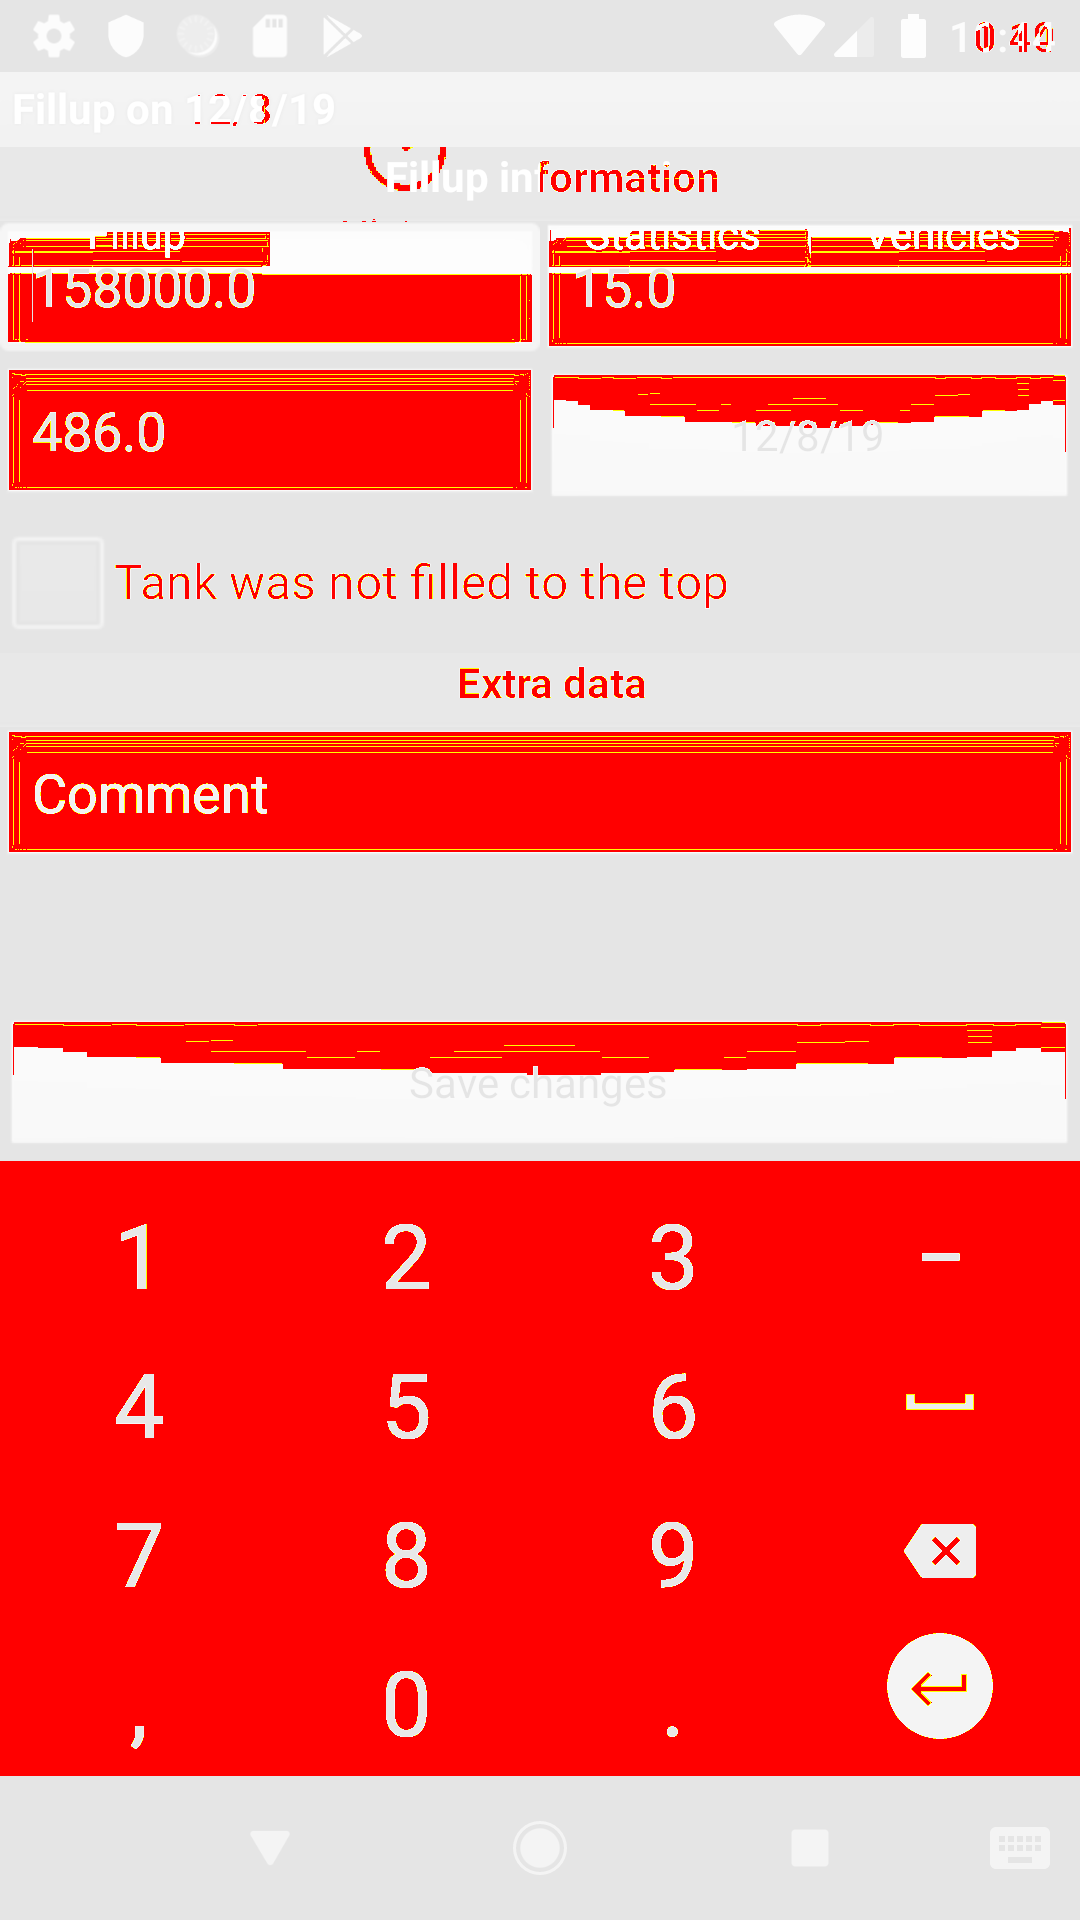 Fillup on 12/8/19
Fillup information
Fillup Statistics Vehicles
158000.0 15.0
486.0 12/8/19
Tank was not filled to the top
Extra data
Comment
Save changes
1 2 3 –
4 5 6
7 8 9
, 0 .